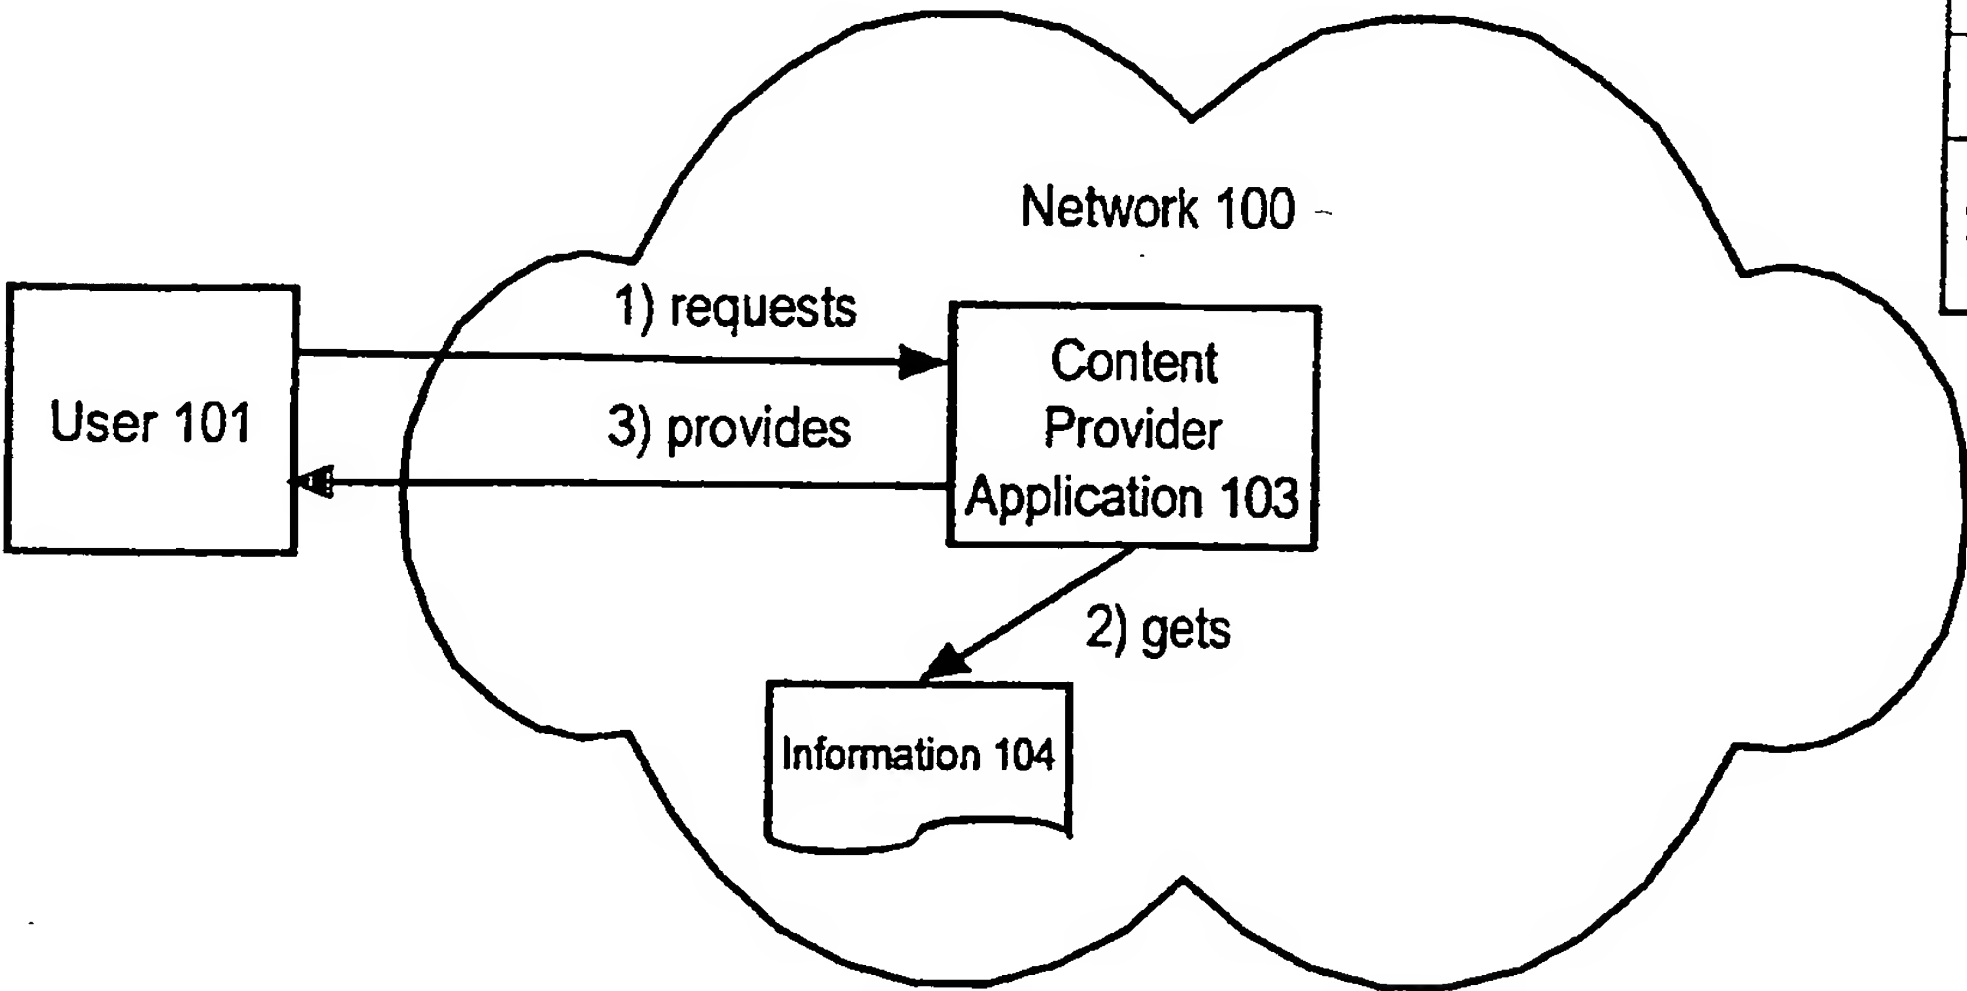 Network 100
1) requests
User 101
3) provides
Content
Provider
Application 103
2) gets
Information 104